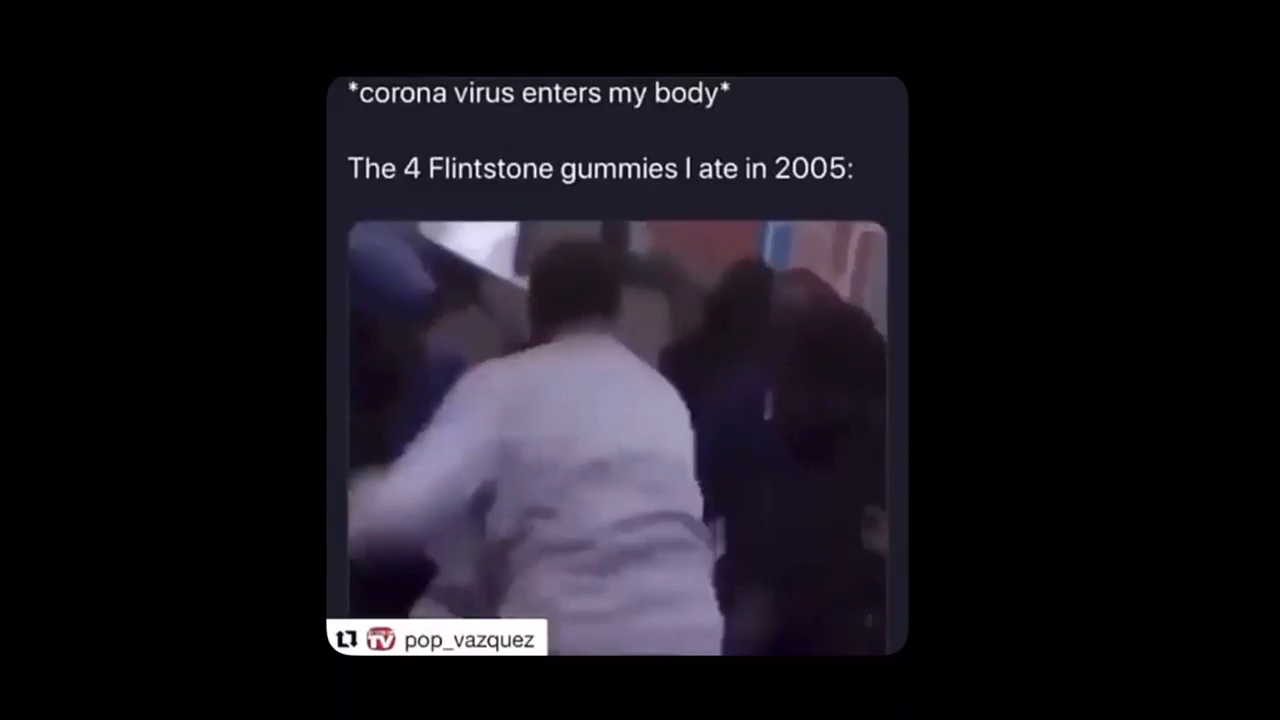 *corona virus enters my body*
The 4 Flintstone gummies I ate in 2005:
TV pop_vazquez